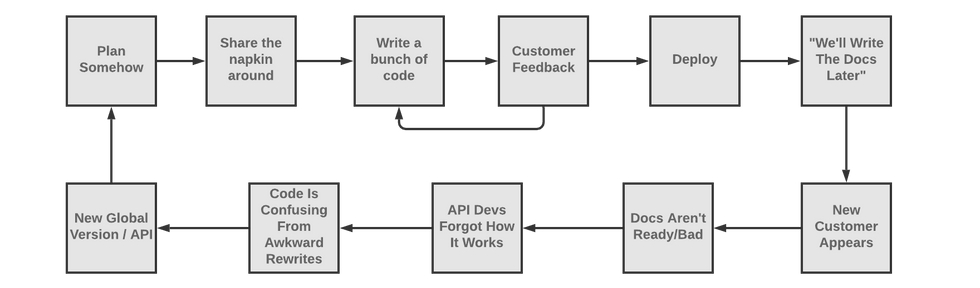 Plan
Somehow
Share the
napkin
around
Write a
bunch of
code
Customer
Feedback
Deploy
"We'll Write
The Docs
Later"
New
Customer
Appears
Docs Aren't
Ready/Bad
API Devs
Forgot How
It Works
Code Is
Confusing
From
Awkward
Rewrites
New Global
Version / API